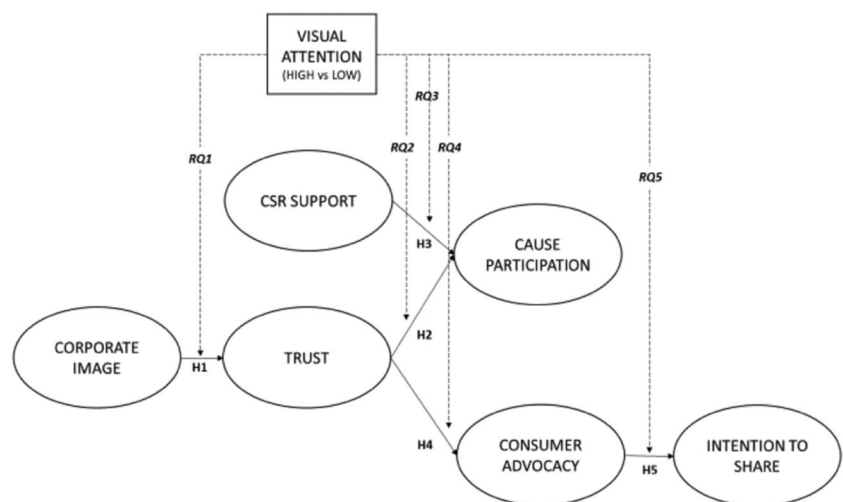 VISUAL
ATTENTION
(HIGH vs LOW)
RQ3
RQ1
RQ2
RQ4
RQ5
CSR SUPPORT
H3
CAUSE
PARTICIPATION
H2
CORPORATE
IMAGE
H1
TRUST
H4
CONSUMER
ADVOCACY
H5
INTENTION TO
SHARE